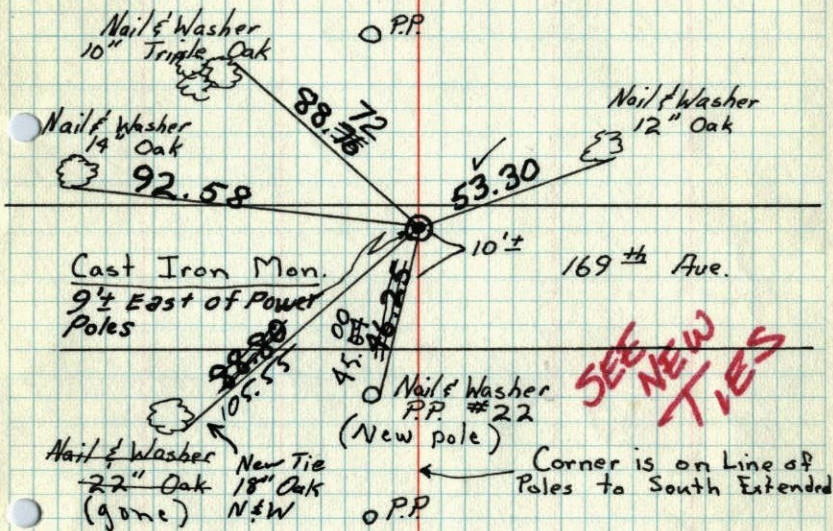 Nail & Washer
10" Triple Oak
P.P.
88.76
72
Nail & Washer
12" Oak
Nail & Washer
14" Oak
92.58
53.30
10'±
169th Ave.
Cast Iron Mon.
9'± East of Power
Poles
105.55
45.
00
46.25
SEE
NEW
TIES
Nail & Washer
P.P. #22
(New pole)
Nail & Washer
22" Oak
(gone)
New Tie
18" Oak
N&W
Corner is on Line of
Poles to South Extended
P.P.